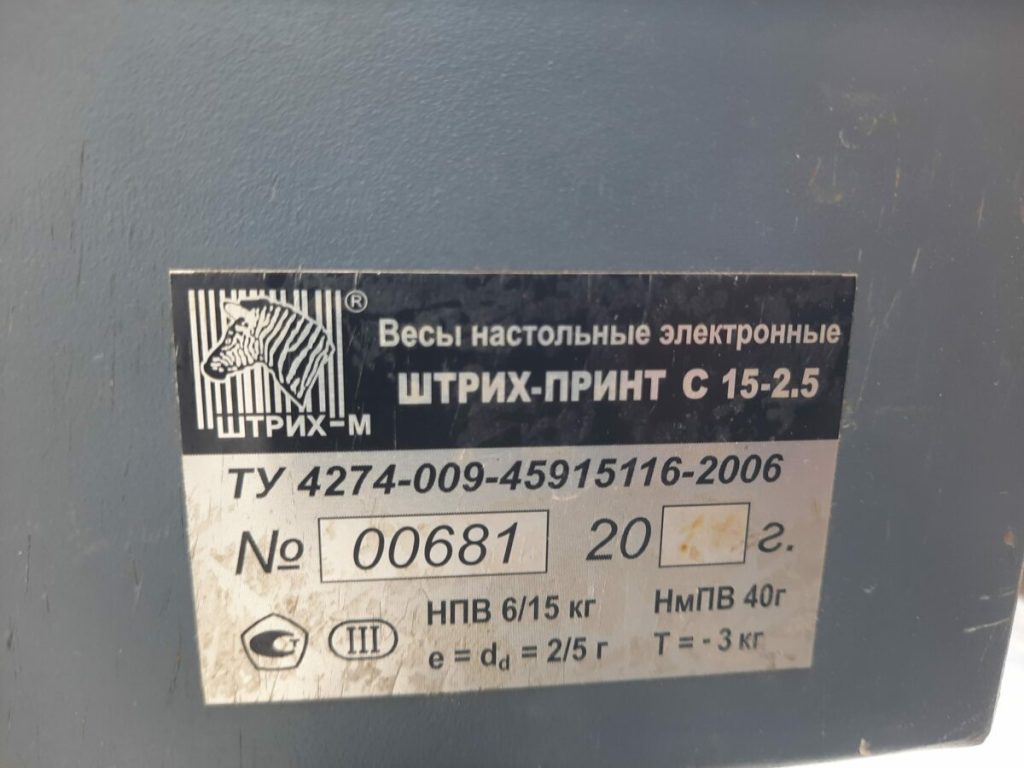 ШТРИХ-М ®
Весы настольные электронные
ШТРИХ-ПРИНТ С 15-2.5
ТУ 4274-009-45915116-2006
№ 00681 20 г.
НПВ 6/15 кг НмПВ 40г
III e = dd = 2/5 г T = - 3 кг